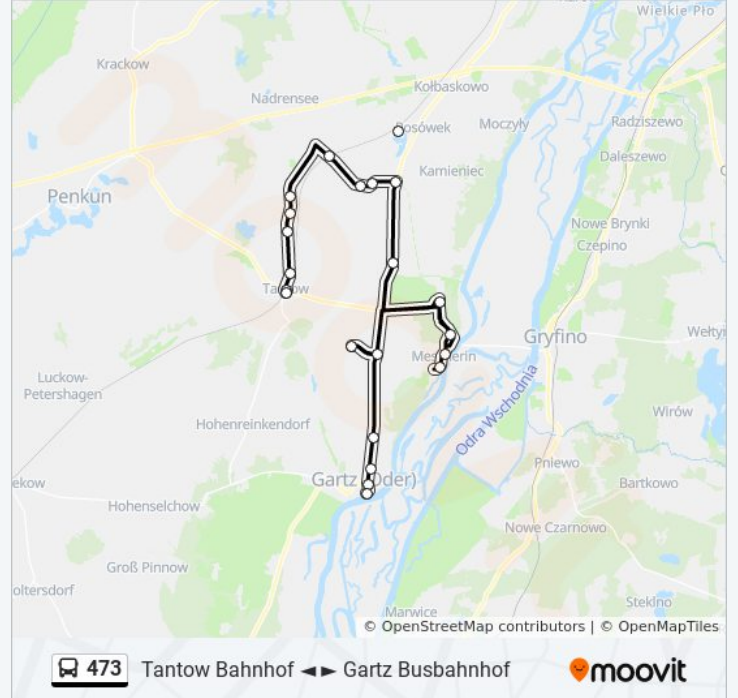 Wielkie Pło
Krackow
Kołbaskowo
Nadrensee
Rosówek
Moczyły
Radziszewo
Daleszewo
Kamieniec
Penkun
Nowe Brynki
Czepino
Tantow
Gryfino
Wełty
Mescherin
Luckow-
Petershagen
Odra Wschodnia
Wirów
Hohenreinkendorf
Pniewo
Gartz (Oder)
Bartkowo
ekow
Hohenselchow
Nowe Czarnowo
Groß Pinnow
oltersdorf
Steklno
Marwice
© OpenStreetMap contributors | © OpenMapTiles
473 Tantow Bahnhof ◄► Gartz Busbahnhof
moovit